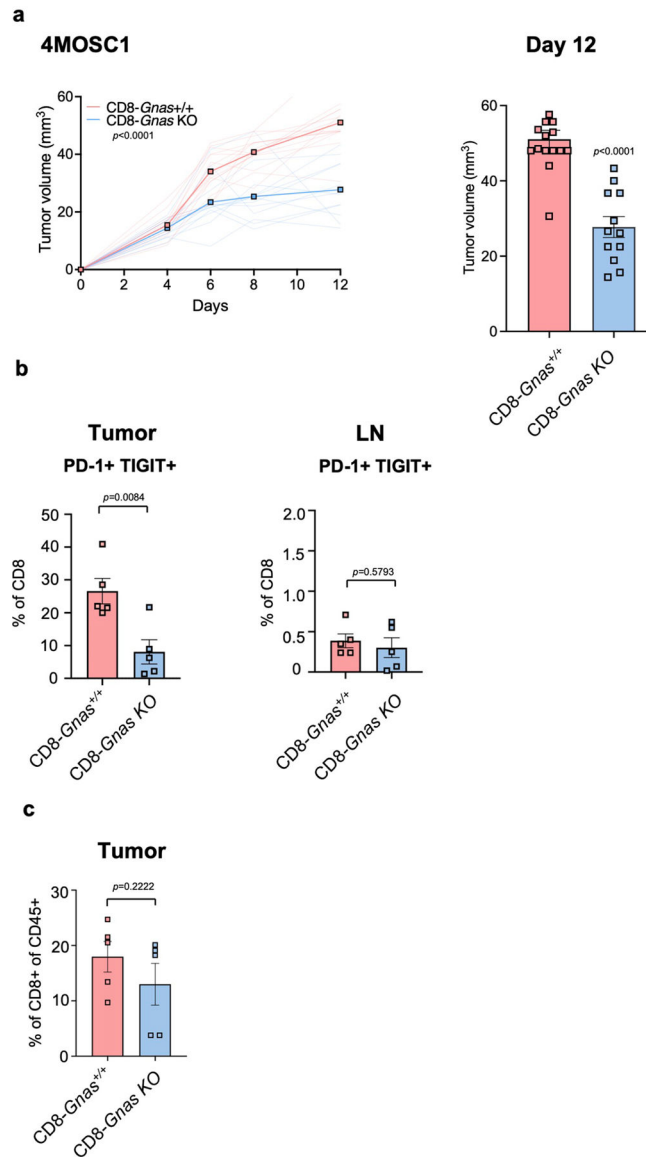 a
4MOSC1
Day 12
Tumor volume (mm³)
60
40
20
0
CD8-Gnas+/+
CD8-Gnas KO
p<0.0001
0 2 4 6 8 10 12
Days
Tumor volume (mm³)
60
40
20
0
p<0.0001
CD8-Gnas+/+
CD8-Gnas KO
b
Tumor
PD-1+ TIGIT+
% of CD8
50
40
30
20
10
0
p=0.0084
CD8-Gnas+/+
CD8-Gnas KO
LN
PD-1+ TIGIT+
% of CD8
2.0
1.5
1.0
0.5
0
p=0.5793
CD8-Gnas+/+
CD8-Gnas KO
c
Tumor
% of CD8+ of CD45+
30
20
10
0
p=0.2222
CD8-Gnas+/+
CD8-Gnas KO